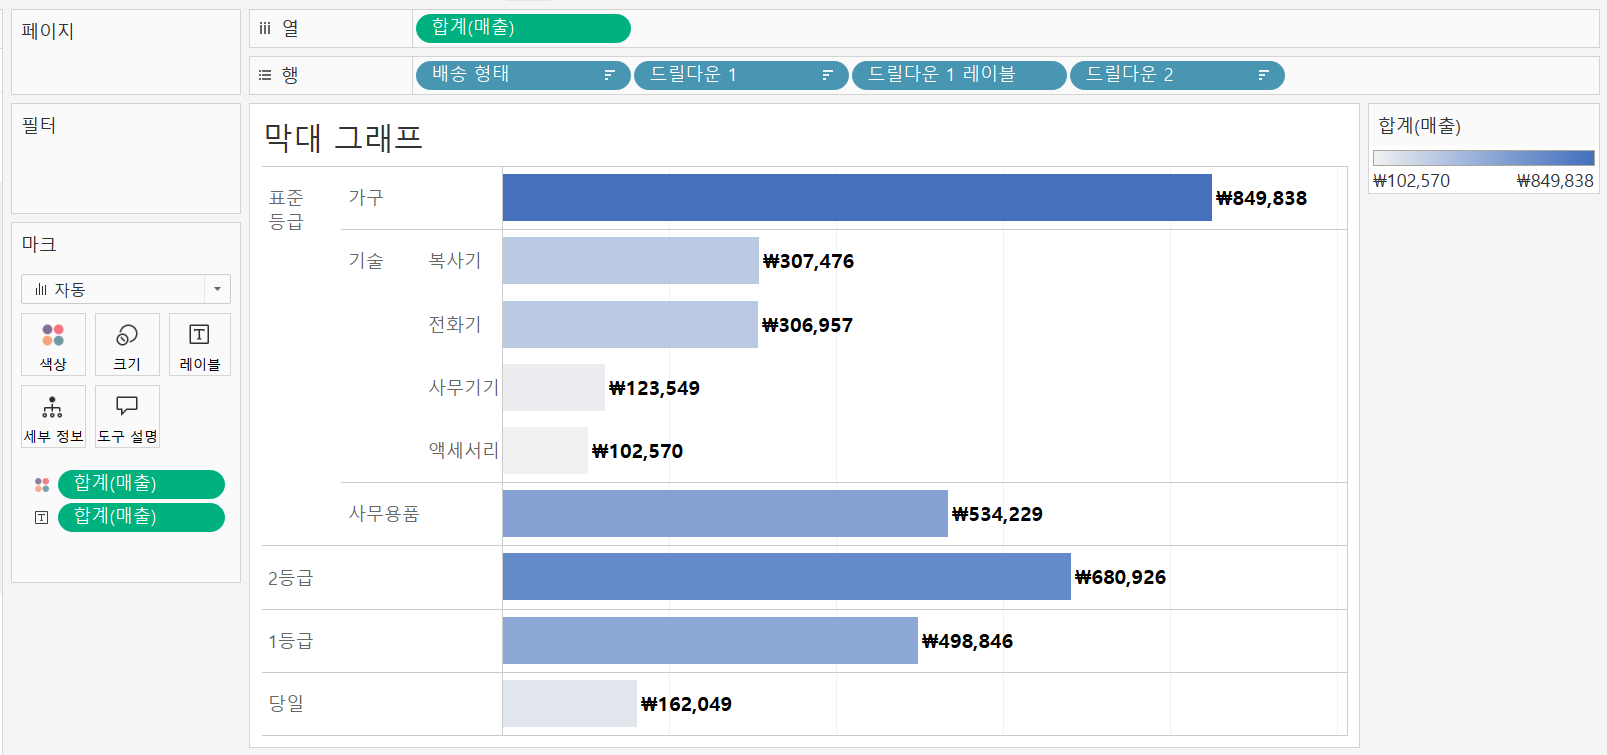 페이지
열
합계(매출)
행
배송 형태
드릴다운 1
드릴다운 1 레이블
드릴다운 2
필터
마크
자동
색상
크기
레이블
세부 정보
도구 설명
합계(매출)
합계(매출)
막대 그래프
표준
등급
가구
₩849,838
기술
복사기
₩307,476
전화기
₩306,957
사무기기
₩123,549
액세서리
₩102,570
사무용품
₩534,229
2등급
₩680,926
1등급
₩498,846
당일
₩162,049
합계(매출)
₩102,570
₩849,838